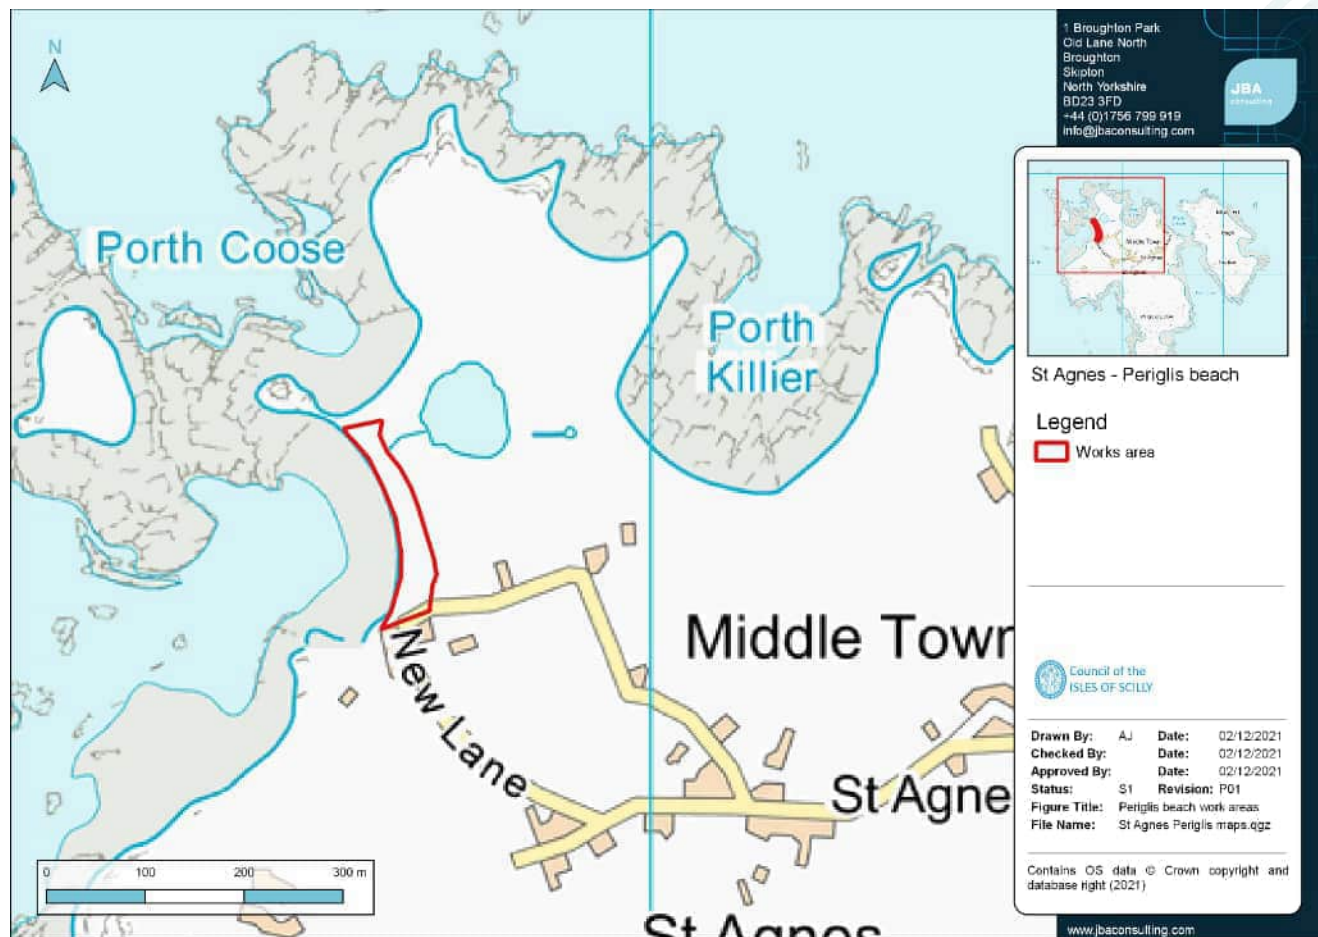 N
Porth Coose
Porth
Killier
Middle Town
New Lane
St Agne
St Agnes
0 100 200 300 m
1 Broughton Park
Old Lane North
Broughton
Skipton
North Yorkshire
BD23 3FD
+44 (0)1756 799 919
info@jbaconsulting.com
JBA
consulting
Middle Town
St Agnes
St Agnes - Periglis beach
Legend
Works area
Council of the
ISLES OF SCILLY
Drawn By: AJ Date: 02/12/2021
Checked By: Date: 02/12/2021
Approved By: Date: 02/12/2021
Status: S1 Revision: P01
Figure Title: Periglis beach work areas
File Name: St Agnes Periglis maps.qgz
Contains OS data © Crown copyright and
database right (2021)
www.jbaconsulting.com